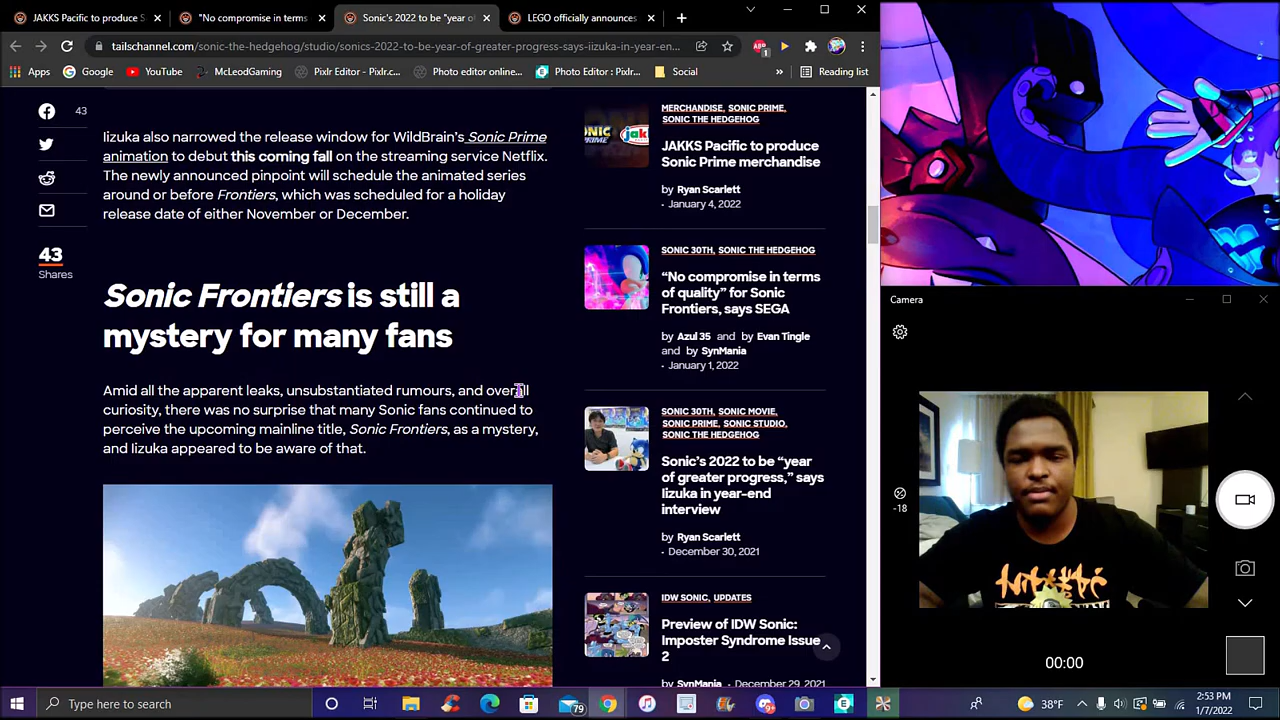 JAKKS Pacific to produce S
"No compromise in terms
Sonic's 2022 to be "year of
LEGO officially announces
tailschannel.com/sonic-the-hedgehog/studio/sonics-2022-to-be-year-of-greater-progress-says-iizuka-in-year-en...
Apps
Google
YouTube
McLeodGaming
Pixlr Editor - Pixlr.c...
Photo editor online...
Photo Editor : Pixlr...
Social
»
Reading list
43
Iizuka also narrowed the release window for WildBrain's Sonic Prime
animation to debut this coming fall on the streaming service Netflix.
The newly announced pinpoint will schedule the animated series
around or before Frontiers, which was scheduled for a holiday
release date of either November or December.
43
Shares
Sonic Frontiers is still a
mystery for many fans
Amid all the apparent leaks, unsubstantiated rumours, and overall
curiosity, there was no surprise that many Sonic fans continued to
perceive the upcoming mainline title, Sonic Frontiers, as a mystery,
and Iizuka appeared to be aware of that.
MERCHANDISE, SONIC PRIME,
SONIC THE HEDGEHOG
JAKKS Pacific to produce
Sonic Prime merchandise
by Ryan Scarlett
- January 4, 2022
SONIC 30TH, SONIC THE HEDGEHOG
"No compromise in terms
of quality" for Sonic
Frontiers, says SEGA
by Azul 35 and by Evan Tingle
and by SynMania
- January 1, 2022
SONIC 30TH, SONIC MOVIE,
SONIC PRIME, SONIC STUDIO,
SONIC THE HEDGEHOG
Sonic's 2022 to be "year
of greater progress," says
Iizuka in year-end
interview
by Ryan Scarlett
- December 30, 2021
IDW SONIC, UPDATES
Preview of IDW Sonic:
Imposter Syndrome Issue
2
by SynMania - December 29, 2021
Camera
-18
00:00
Type here to search
79
38°F
2:53 PM
1/7/2022